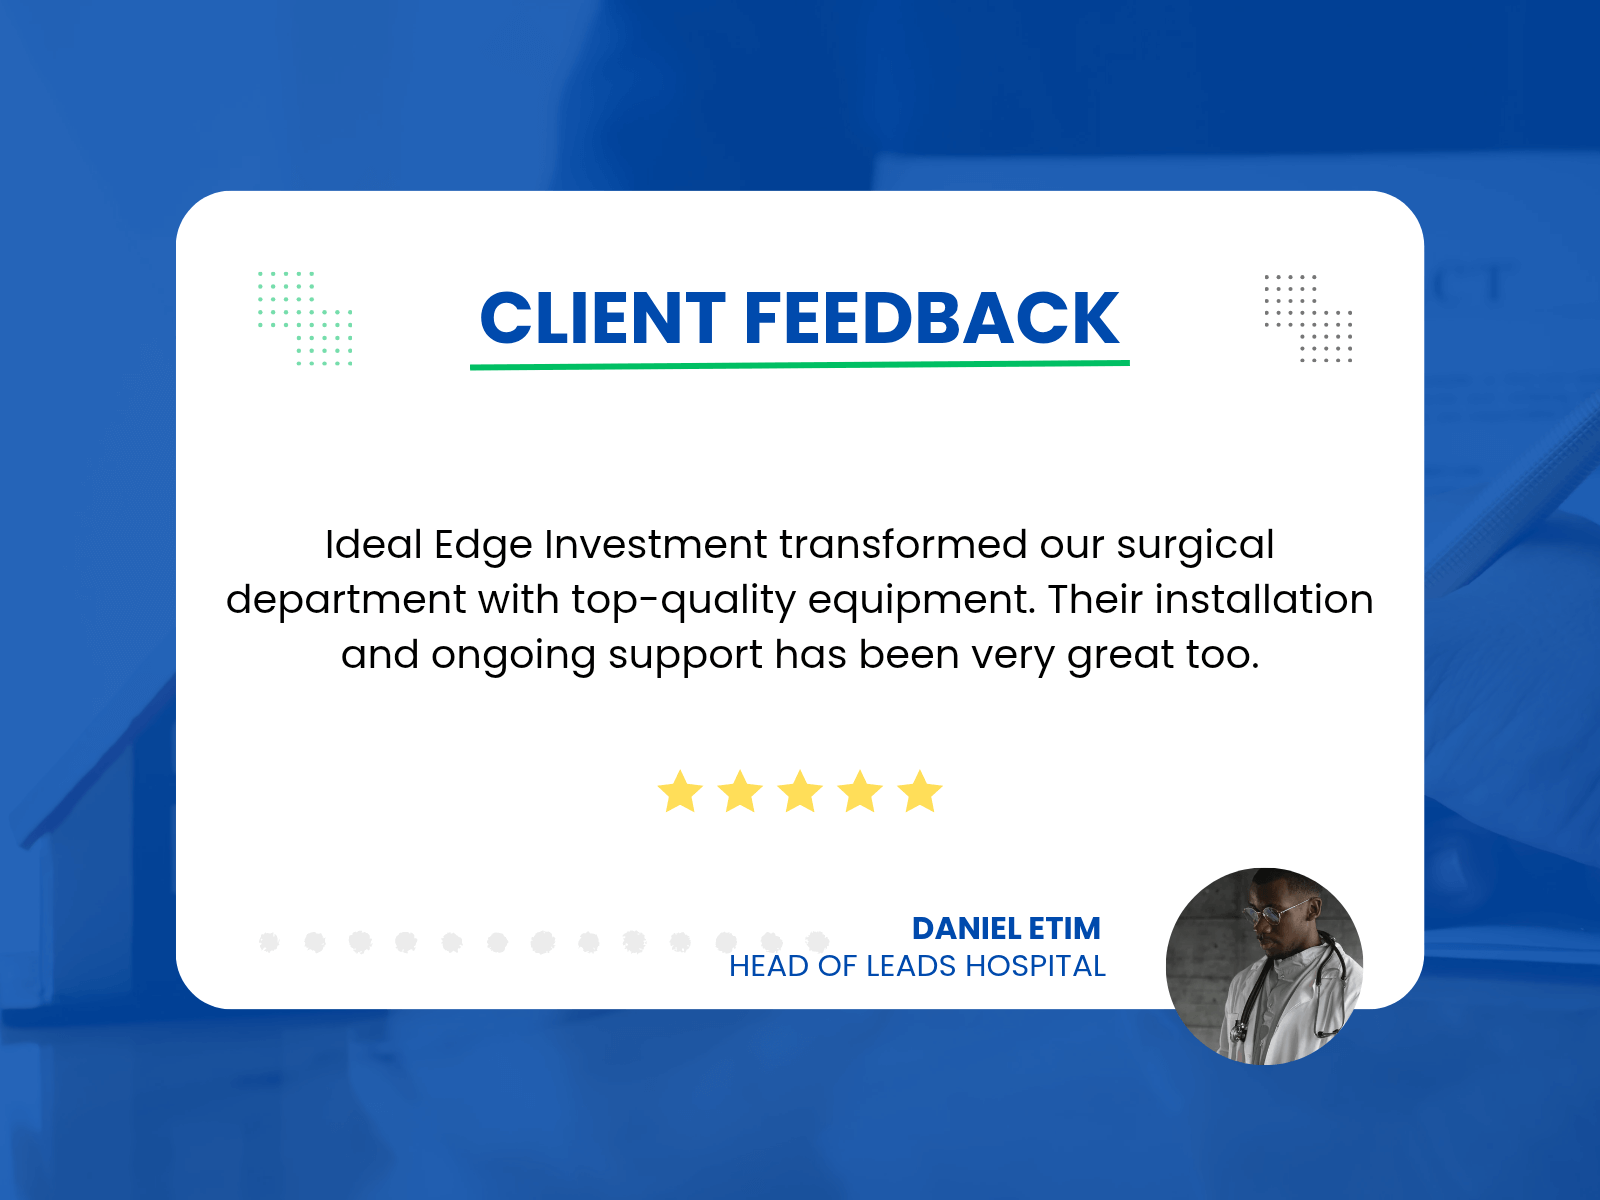 CLIENT FEEDBACK
Ideal Edge Investment transformed our surgical
department with top-quality equipment. Their installation
and ongoing support has been very great too.
DANIEL ETIM
HEAD OF LEADS HOSPITAL